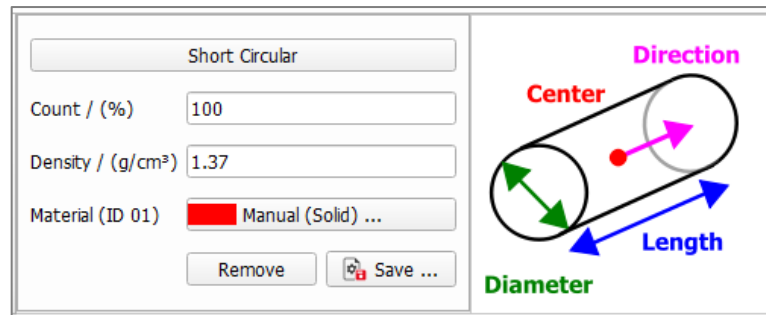 Short Circular
Count / (%) 100
Density / (g/cm³) 1.37
Material (ID 01) Manual (Solid) ...
Remove Save ...
Direction
Center
Length
Diameter